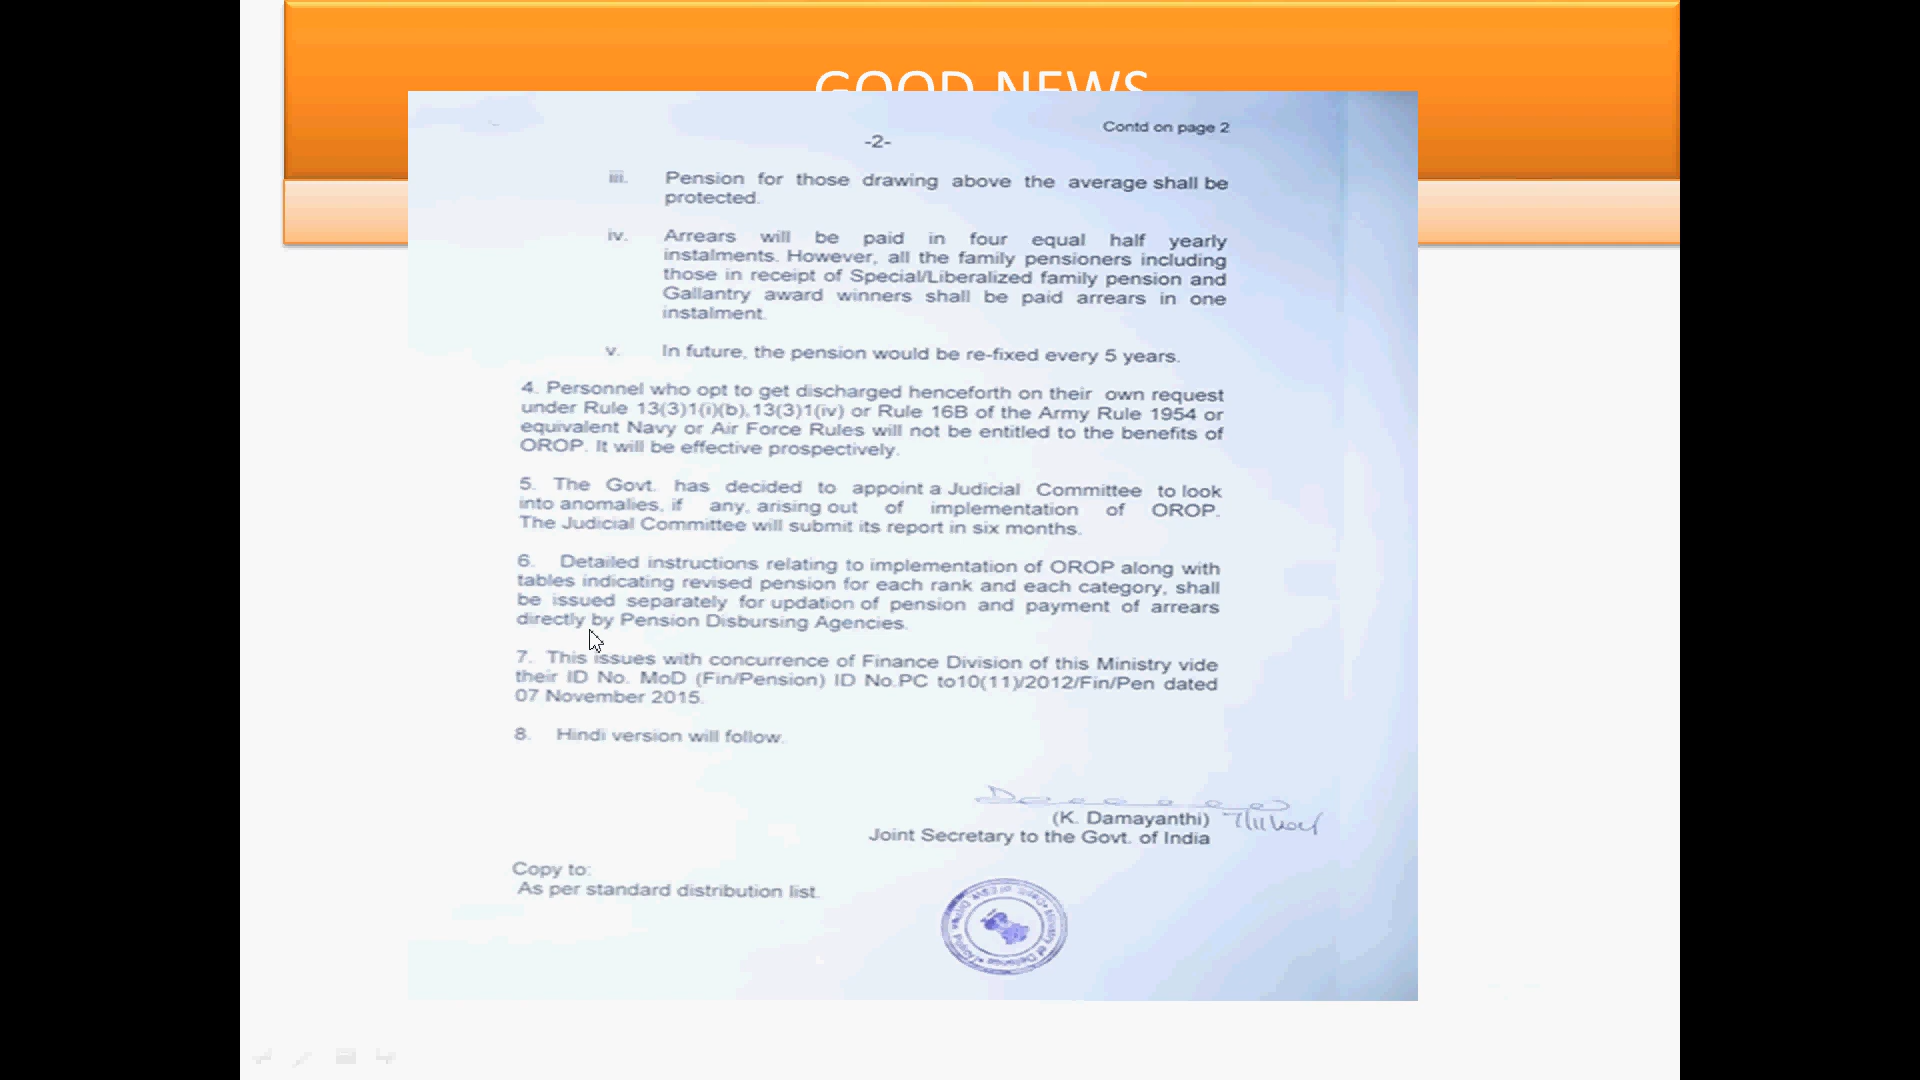 GOOD NEWS
Contd on page 2
-2-
iii. Pension for those drawing above the average shall be
protected.
iv. Arrears will be paid in four equal half yearly
instalments. However, all the family pensioners including
those in receipt of Special/Liberalized family pension and
Gallantry award winners shall be paid arrears in one
instalment.
v. In future, the pension would be re-fixed every 5 years.
4. Personnel who opt to get discharged henceforth on their own request
under Rule 13(3)1(i)(b),13(3)1(iv) or Rule 16B of the Army Rule 1954 or
equivalent Navy or Air Force Rules will not be entitled to the benefits of
OROP. It will be effective prospectively.
5. The Govt. has decided to appoint a Judicial Committee to look
into anomalies, if any, arising out of implementation of OROP.
The Judicial Committee will submit its report in six months.
6. Detailed instructions relating to implementation of OROP along with
tables indicating revised pension for each rank and each category, shall
be issued separately for updation of pension and payment of arrears
directly by Pension Disbursing Agencies.
7. This issues with concurrence of Finance Division of this Ministry vide
their ID No. MoD (Fin/Pension) ID No.PC to10(11)/2012/Fin/Pen dated
07 November 2015.
8. Hindi version will follow.
(K. Damayanthi)
Joint Secretary to the Govt. of India
Copy to:
As per standard distribution list.
Ministry of Defence